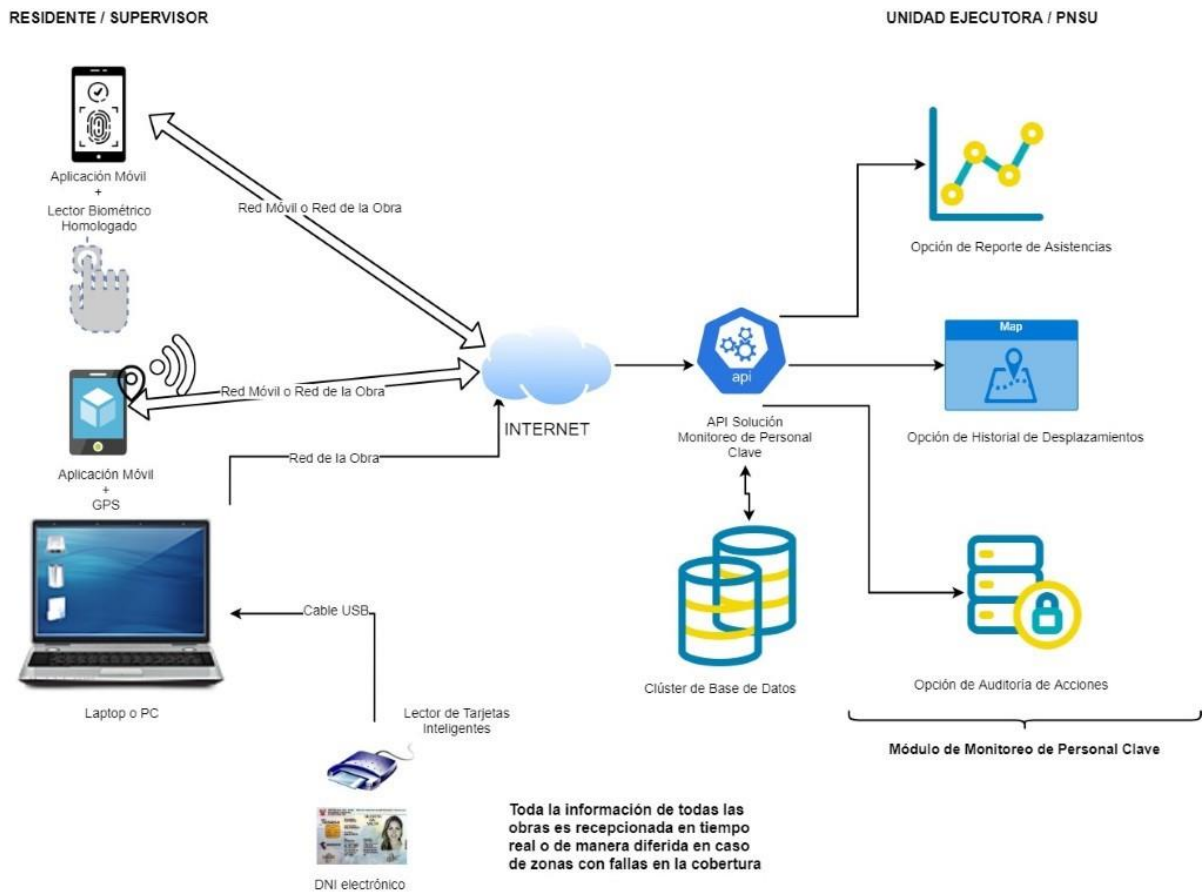 RESIDENTE / SUPERVISOR
UNIDAD EJECUTORA / PNSU
Aplicación Móvil
+
Lector Biométrico
Homologado
Red Móvil o Red de la Obra
Opción de Reporte de Asistencias
Map
api
Red Móvil o Red de la Obra
INTERNET
API Solución
Monitoreo de Personal
Clave
Opción de Historial de Desplazamientos
Red de la Obra
Aplicación Móvil
+
GPS
Cable USB
Laptop o PC
Clúster de Base de Datos
Opción de Auditoría de Acciones
Lector de Tarjetas
Inteligentes
Módulo de Monitoreo de Personal Clave
Toda la información de todas las
obras es recepcionada en tiempo
real o de manera diferida en caso
de zonas con fallas en la cobertura
DNI electrónico